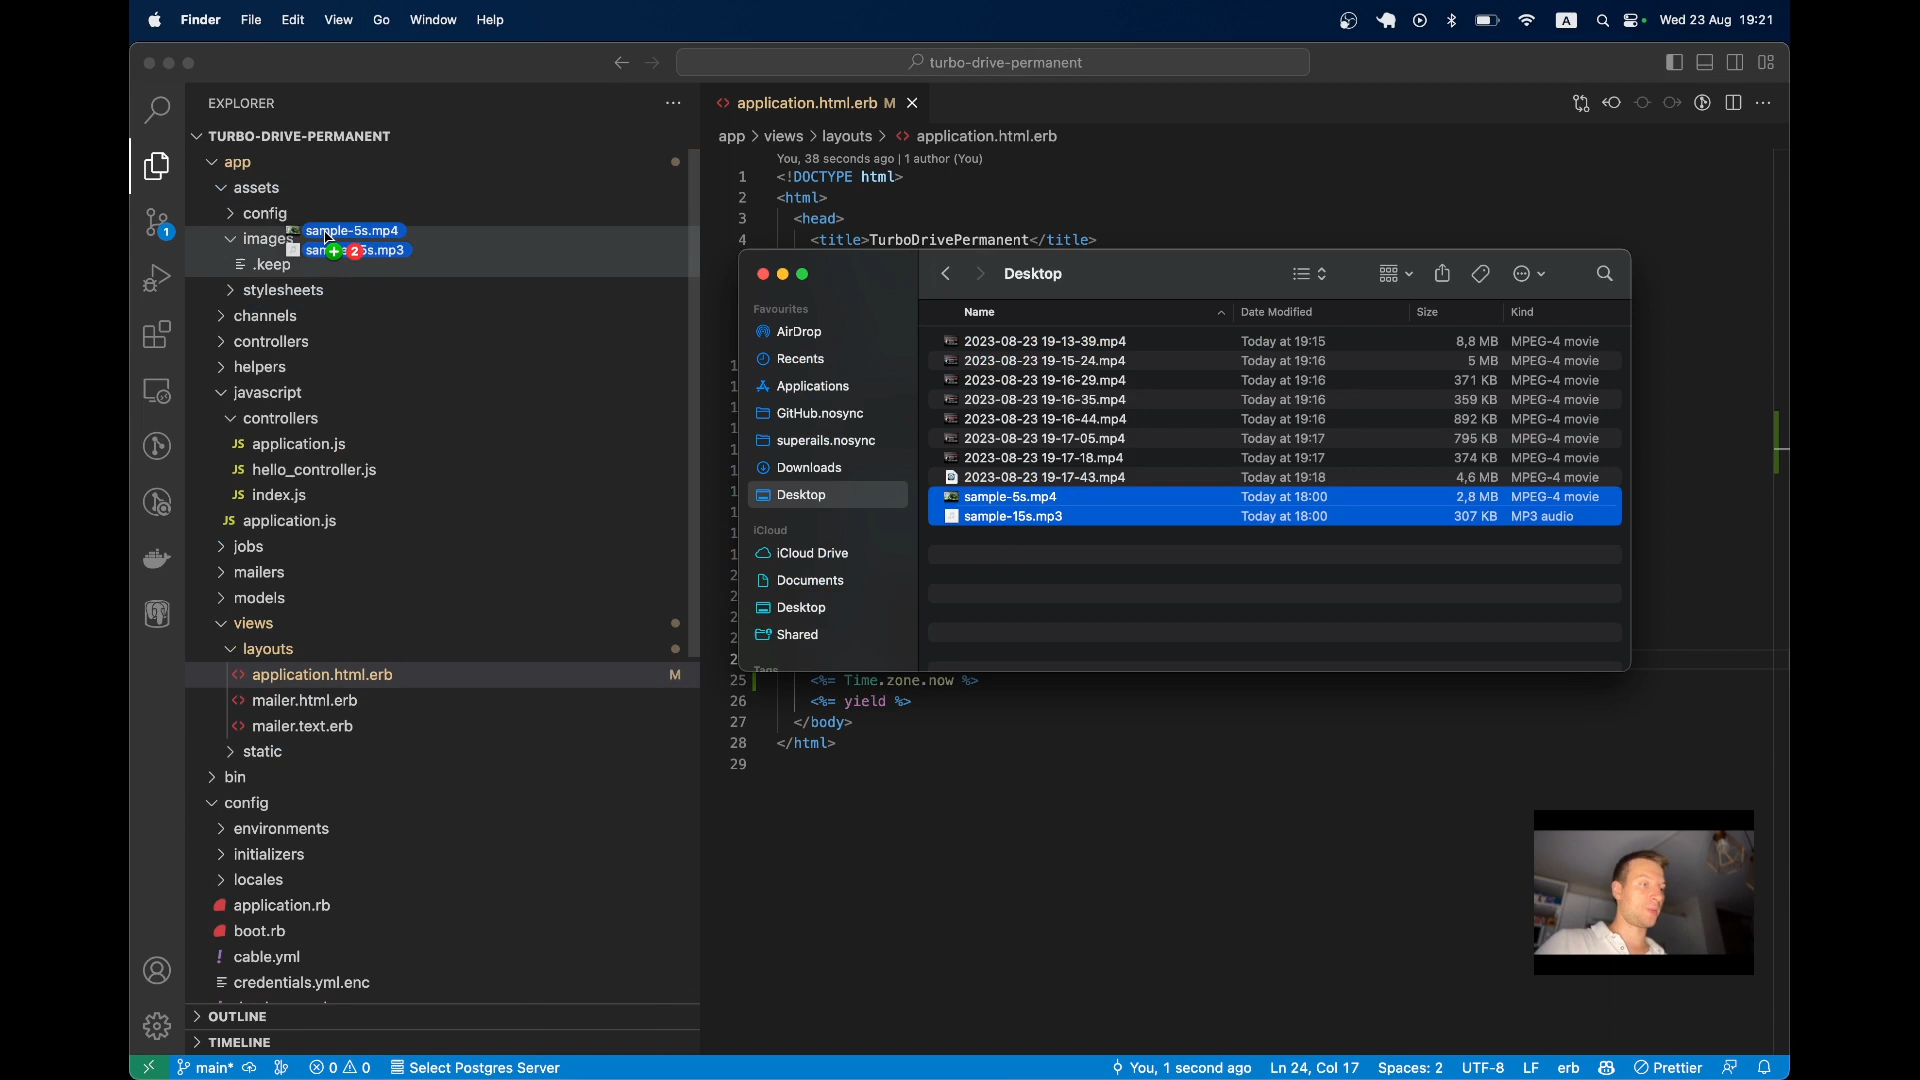 Finder File Edit View Go Window Help
A
Wed 23 Aug 19:21
turbo-drive-permanent
EXPLORER
application.html.erb M
TURBO-DRIVE-PERMANENT
app > views > layouts > application.html.erb
You, 38 seconds ago | 1 author (You)
app
assets
config
images
sample-5s.mp4
5s.mp3
2
.keep
stylesheets
channels
controllers
helpers
javascript
controllers
JS application.js
JS hello_controller.js
JS index.js
JS application.js
jobs
mailers
models
views
layouts
application.html.erb M
mailer.html.erb
mailer.text.erb
static
bin
config
environments
initializers
locales
application.rb
boot.rb
! cable.yml
credentials.yml.enc
OUTLINE
TIMELINE
1
1 <!DOCTYPE html>
2 <html>
3 <head>
4 <title>TurboDrivePermanent</title>
Desktop
Favourites
AirDrop
Recents
Applications
GitHub.nosync
superails.nosync
Downloads
Desktop
iCloud
iCloud Drive
Documents
Desktop
Shared
Tags
Name Date Modified Size Kind
2023-08-23 19-13-39.mp4 Today at 19:15 8,8 MB MPEG-4 movie
2023-08-23 19-15-24.mp4 Today at 19:16 5 MB MPEG-4 movie
2023-08-23 19-16-29.mp4 Today at 19:16 371 KB MPEG-4 movie
2023-08-23 19-16-35.mp4 Today at 19:16 359 KB MPEG-4 movie
2023-08-23 19-16-44.mp4 Today at 19:16 892 KB MPEG-4 movie
2023-08-23 19-17-05.mp4 Today at 19:17 795 KB MPEG-4 movie
2023-08-23 19-17-18.mp4 Today at 19:17 374 KB MPEG-4 movie
2023-08-23 19-17-43.mp4 Today at 19:18 4,6 MB MPEG-4 movie
sample-5s.mp4 Today at 18:00 2,8 MB MPEG-4 movie
sample-15s.mp3 Today at 18:00 307 KB MP3 audio
25 <%= Time.zone.now %>
26 <%= yield %>
27 </body>
28 </html>
29
main* 0 0 Select Postgres Server
You, 1 second ago Ln 24, Col 17 Spaces: 2 UTF-8 LF erb Prettier